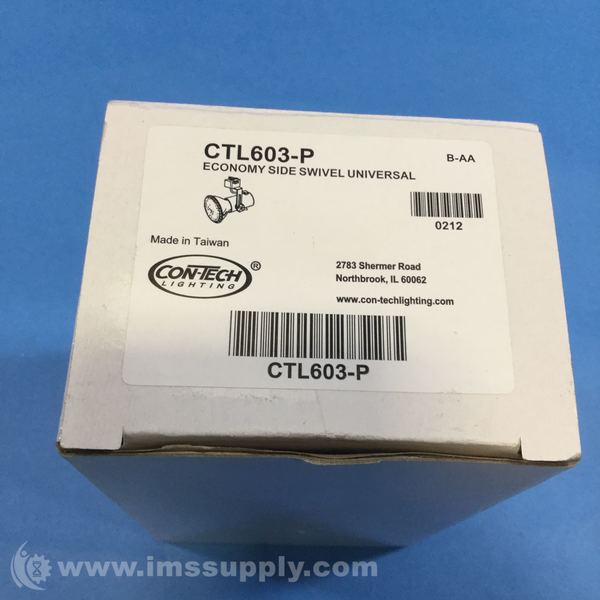 CTL603-P
B-AA
ECONOMY SIDE SWIVEL UNIVERSAL
0212
Made in Taiwan
2783 Shermer Road
Northbrook, IL 60062
CON-TECH®
LIGHTING
www.con-techlighting.com
CTL603-P
www.imssupply.com